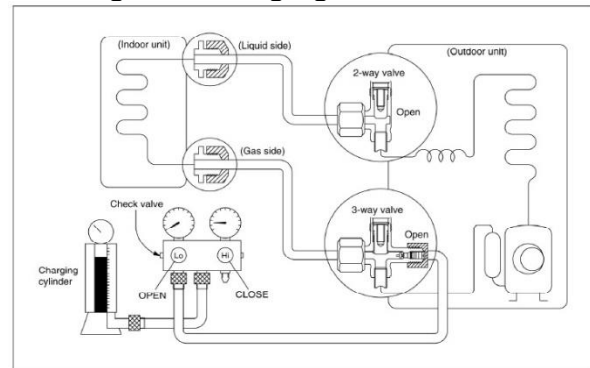 (Indoor unit)
(Liquid side)
(Outdoor unit)
2-way valve
Open
(Gas side)
3-way valve
Open
Check valve
Lo
Hi
OPEN
CLOSE
Charging
cylinder